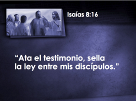 Isaías 8:16
“Ata el testimonio, sella
la ley entre mis discípulos.”